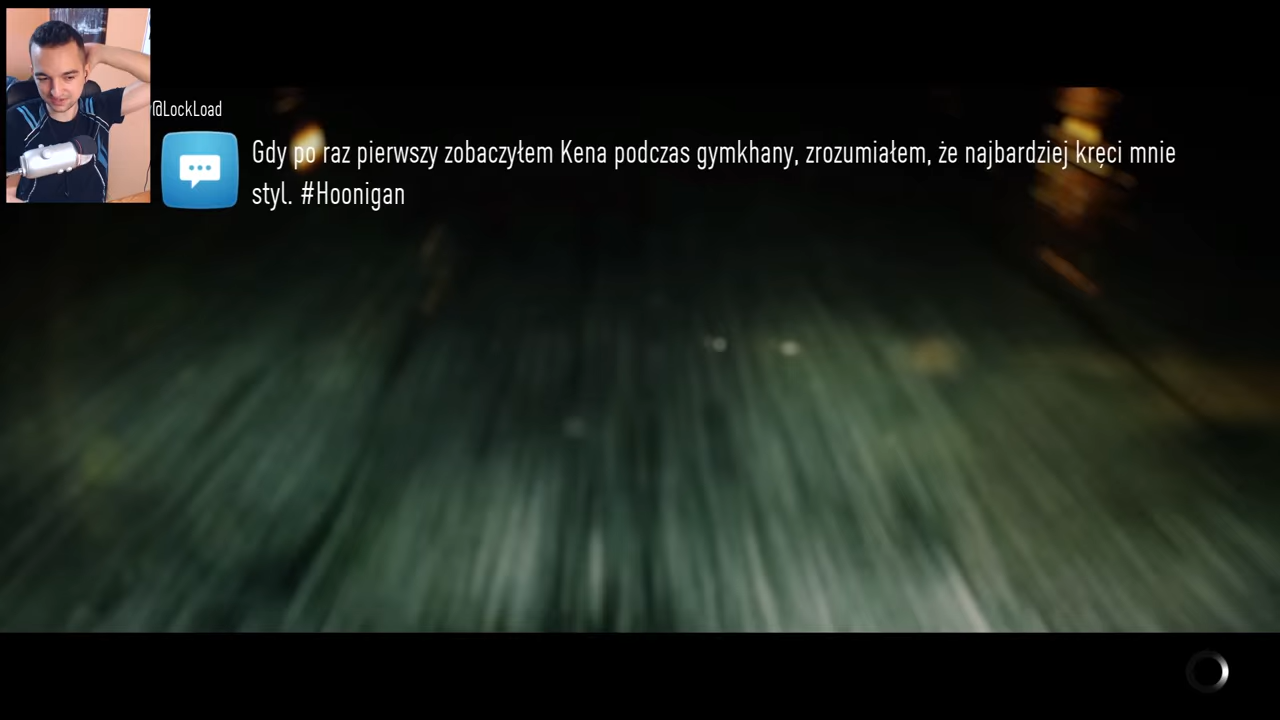 @LockLoad
Gdy po raz pierwszy zobaczyłem Kena podczas gymkhany, zrozumiałem, że najbardziej kręci mnie
styl. #Hoonigan